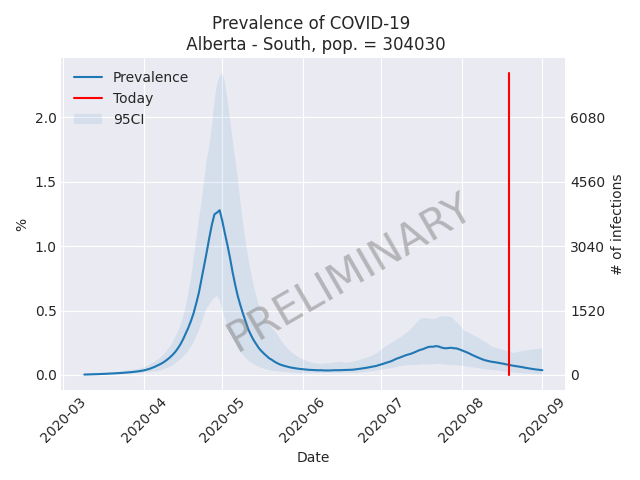 Prevalence of COVID-19
Alberta - South, pop. = 304030
Prevalence
Today
95CI
2.0
1.5
1.0
0.5
0.0
%
6080
4560
3040
1520
0
# of infections
PRELIMINARY
2020-03
2020-04
2020-05
2020-06
2020-07
2020-08
2020-09
Date